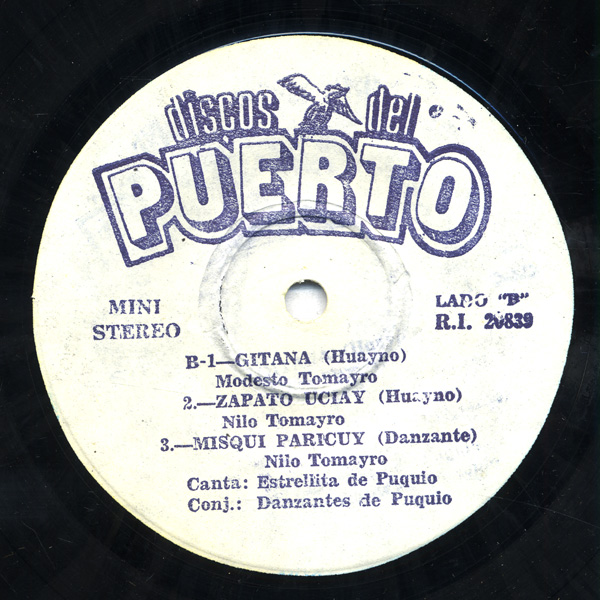 discos del
PUERTO
MINI
STEREO
LADO "B"
R.I. 20839
B-1—GITANA (Huayno)
Modesto Tomayro
2.—ZAPATO UCIAY (Huayno)
Nilo Tomayro
3.—MISQUI PARICUY (Danzante)
Nilo Tomayro
Canta: Estrellita de Puquio
Conj.: Danzantes de Puquio